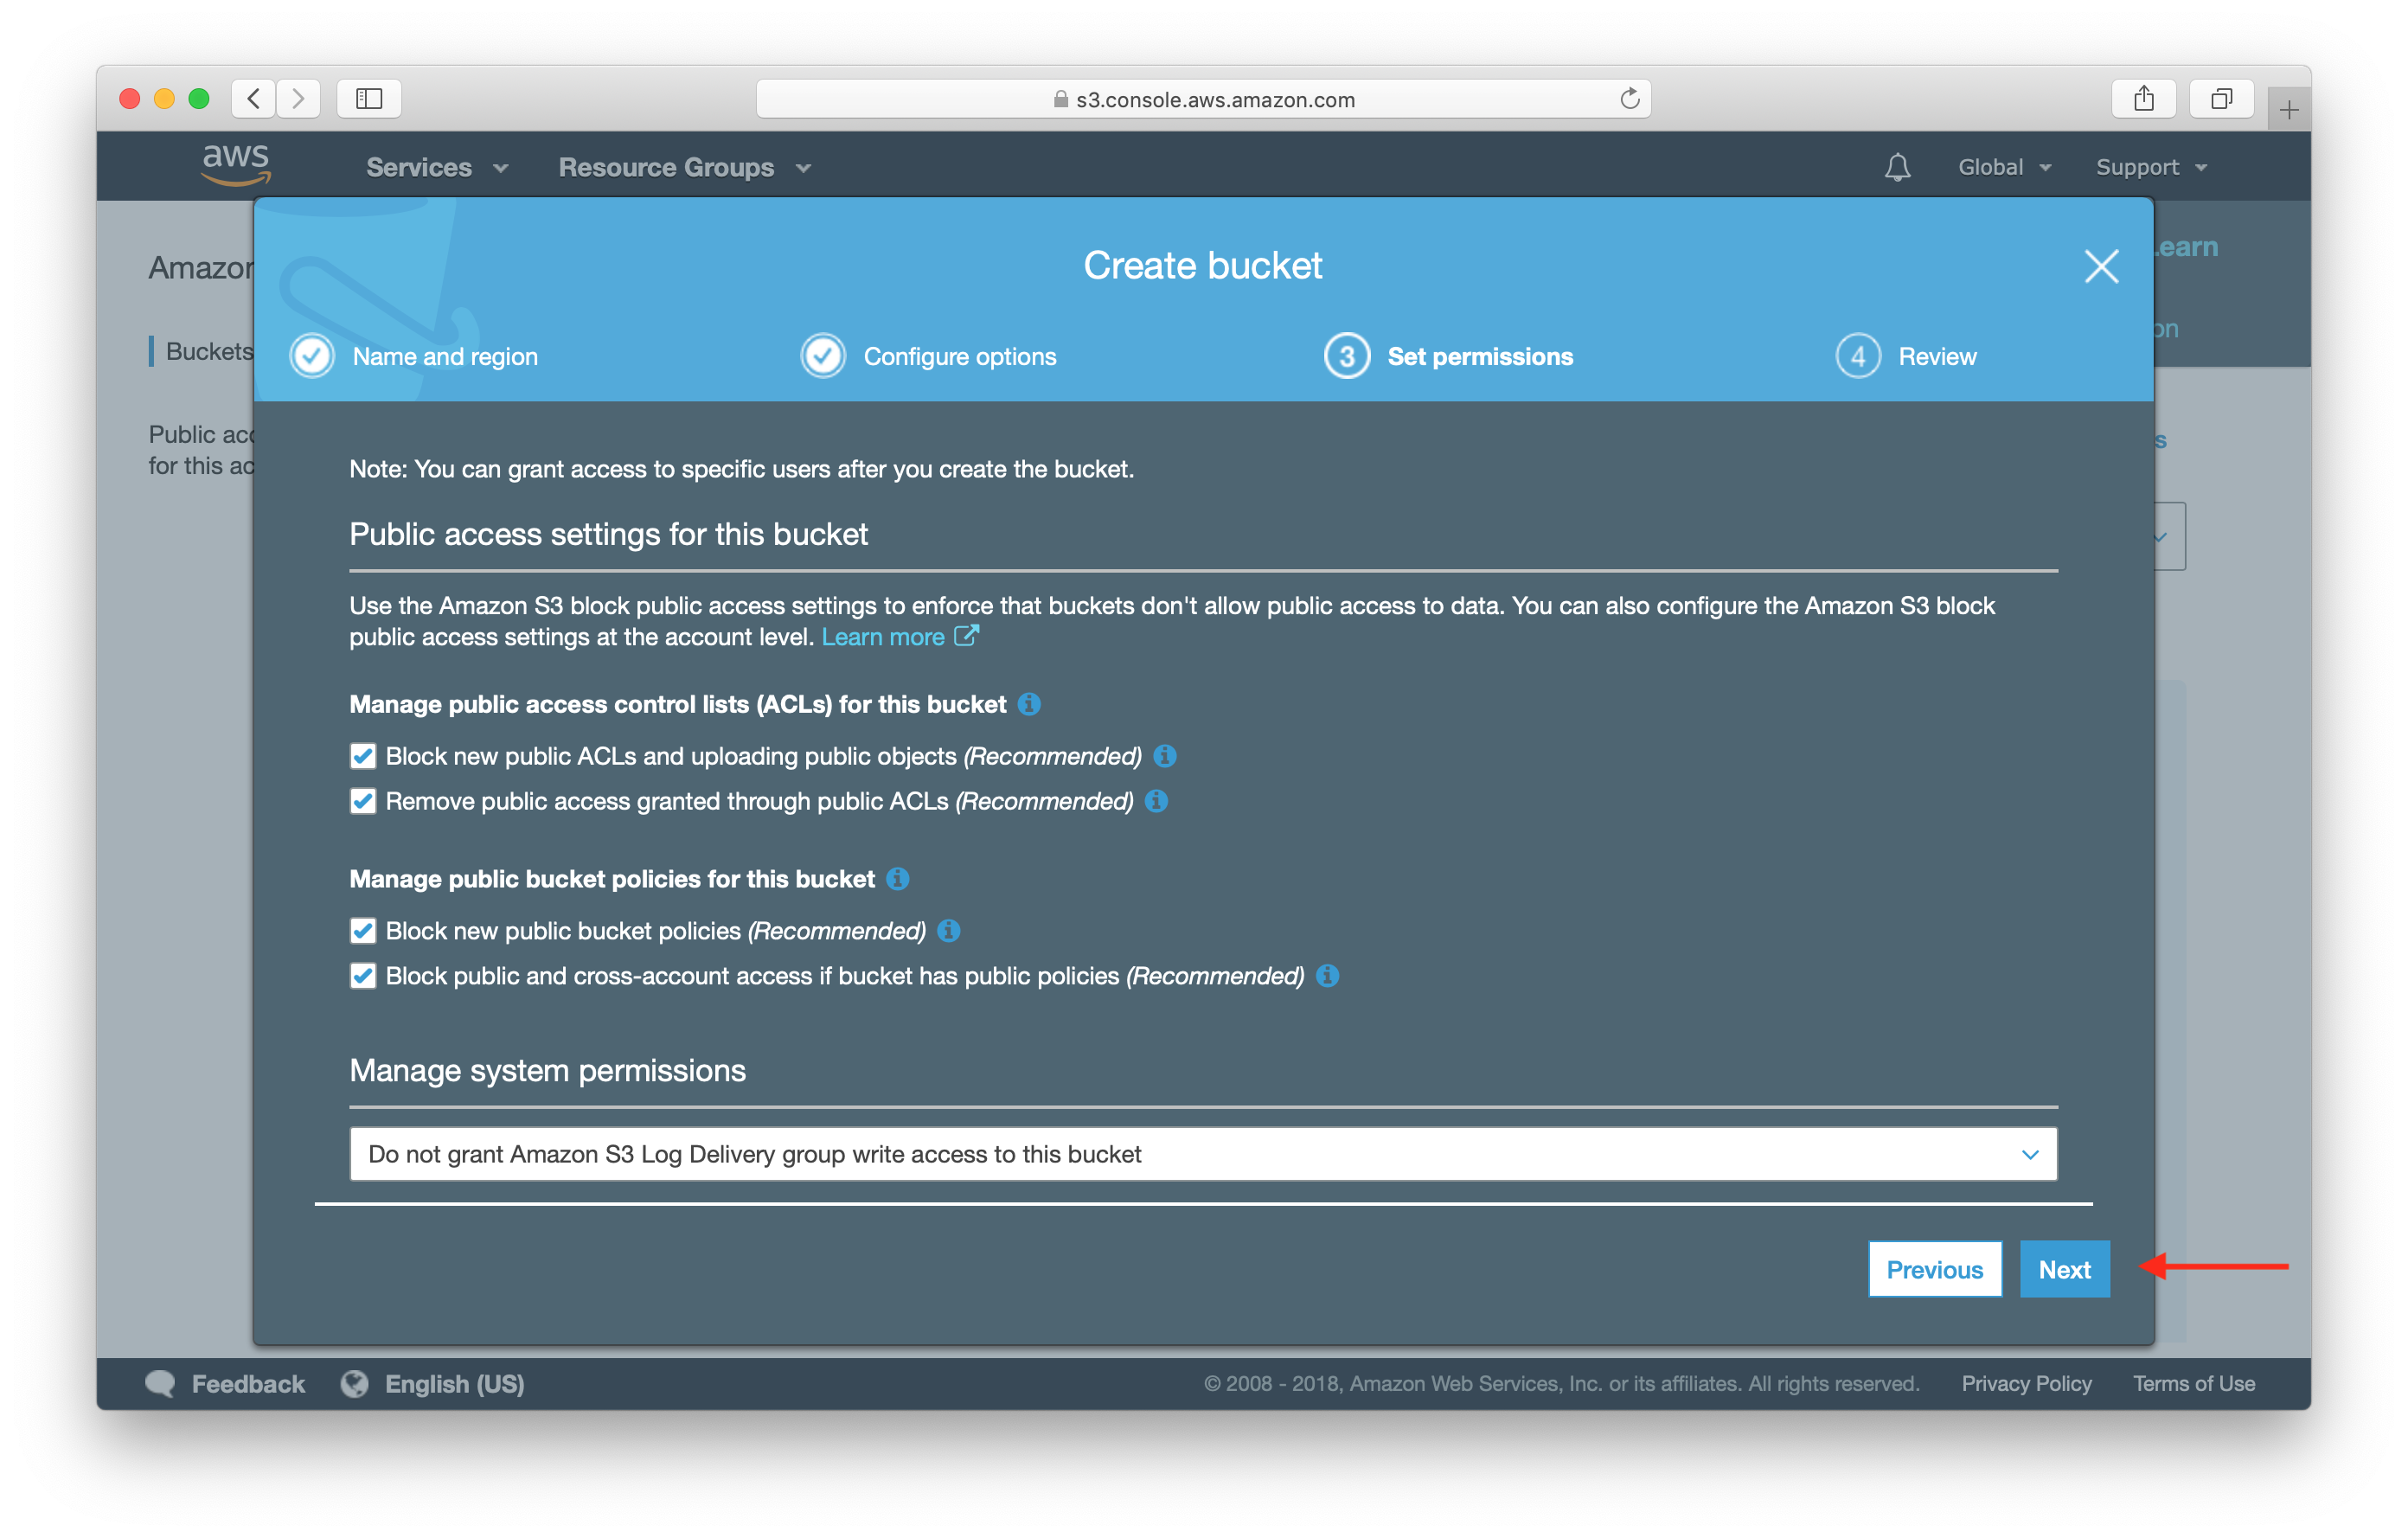 s3.console.aws.amazon.com
aws
Services
Resource Groups
Global
Support
Create bucket
Name and region
Configure options
3 Set permissions
4 Review
Buckets
Public
for this
Note: You can grant access to specific users after you create the bucket.
Public access settings for this bucket
Use the Amazon S3 block public access settings to enforce that buckets don't allow public access to data. You can also configure the Amazon S3 block
public access settings at the account level. Learn more
Manage public access control lists (ACLs) for this bucket
Block new public ACLs and uploading public objects (Recommended)
Remove public access granted through public ACLs (Recommended)
Manage public bucket policies for this bucket
Block new public bucket policies (Recommended)
Block public and cross-account access if bucket has public policies (Recommended)
Manage system permissions
Do not grant Amazon S3 Log Delivery group write access to this bucket
Previous
Next
Feedback
English (US)
© 2008 - 2018, Amazon Web Services, Inc. or its affiliates. All rights reserved.
Privacy Policy
Terms of Use